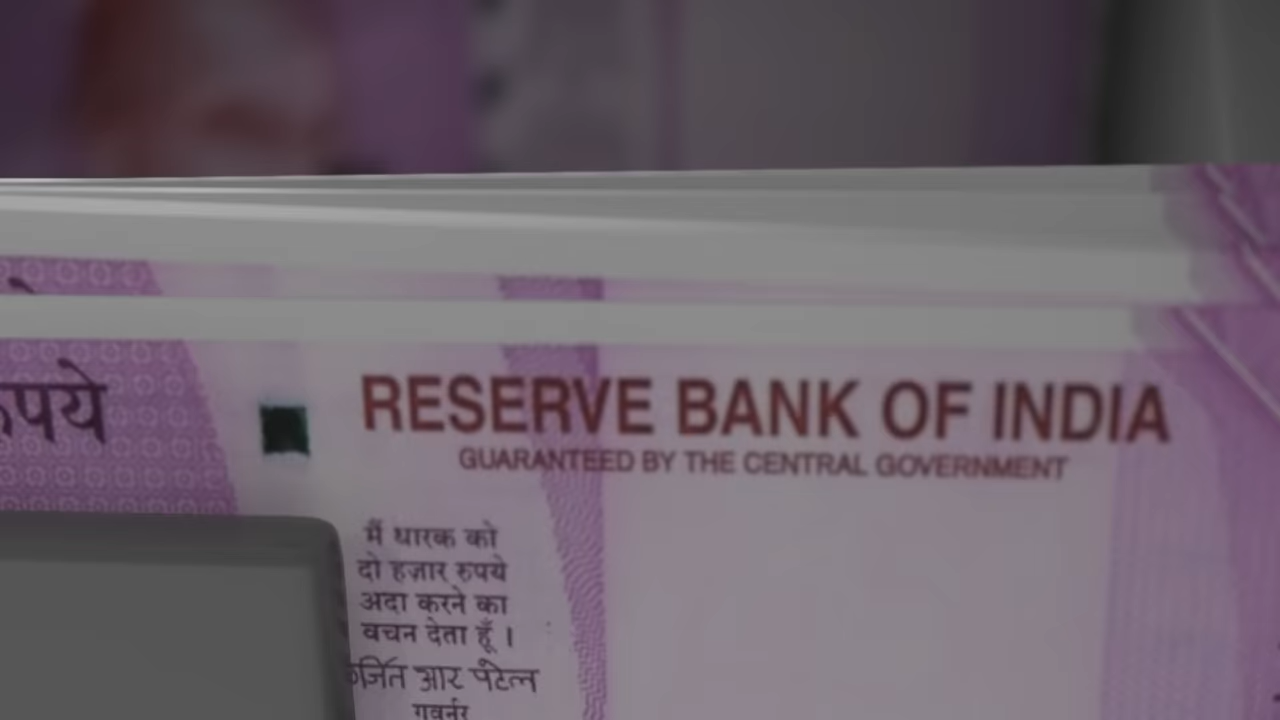 रुपये
RESERVE BANK OF INDIA
GUARANTEED BY THE CENTRAL GOVERNMENT
मैं धारक को
दो हज़ार रुपये
अदा करने का
वचन देता हूँ ।
उर्जित आर पटेल
गवर्नर